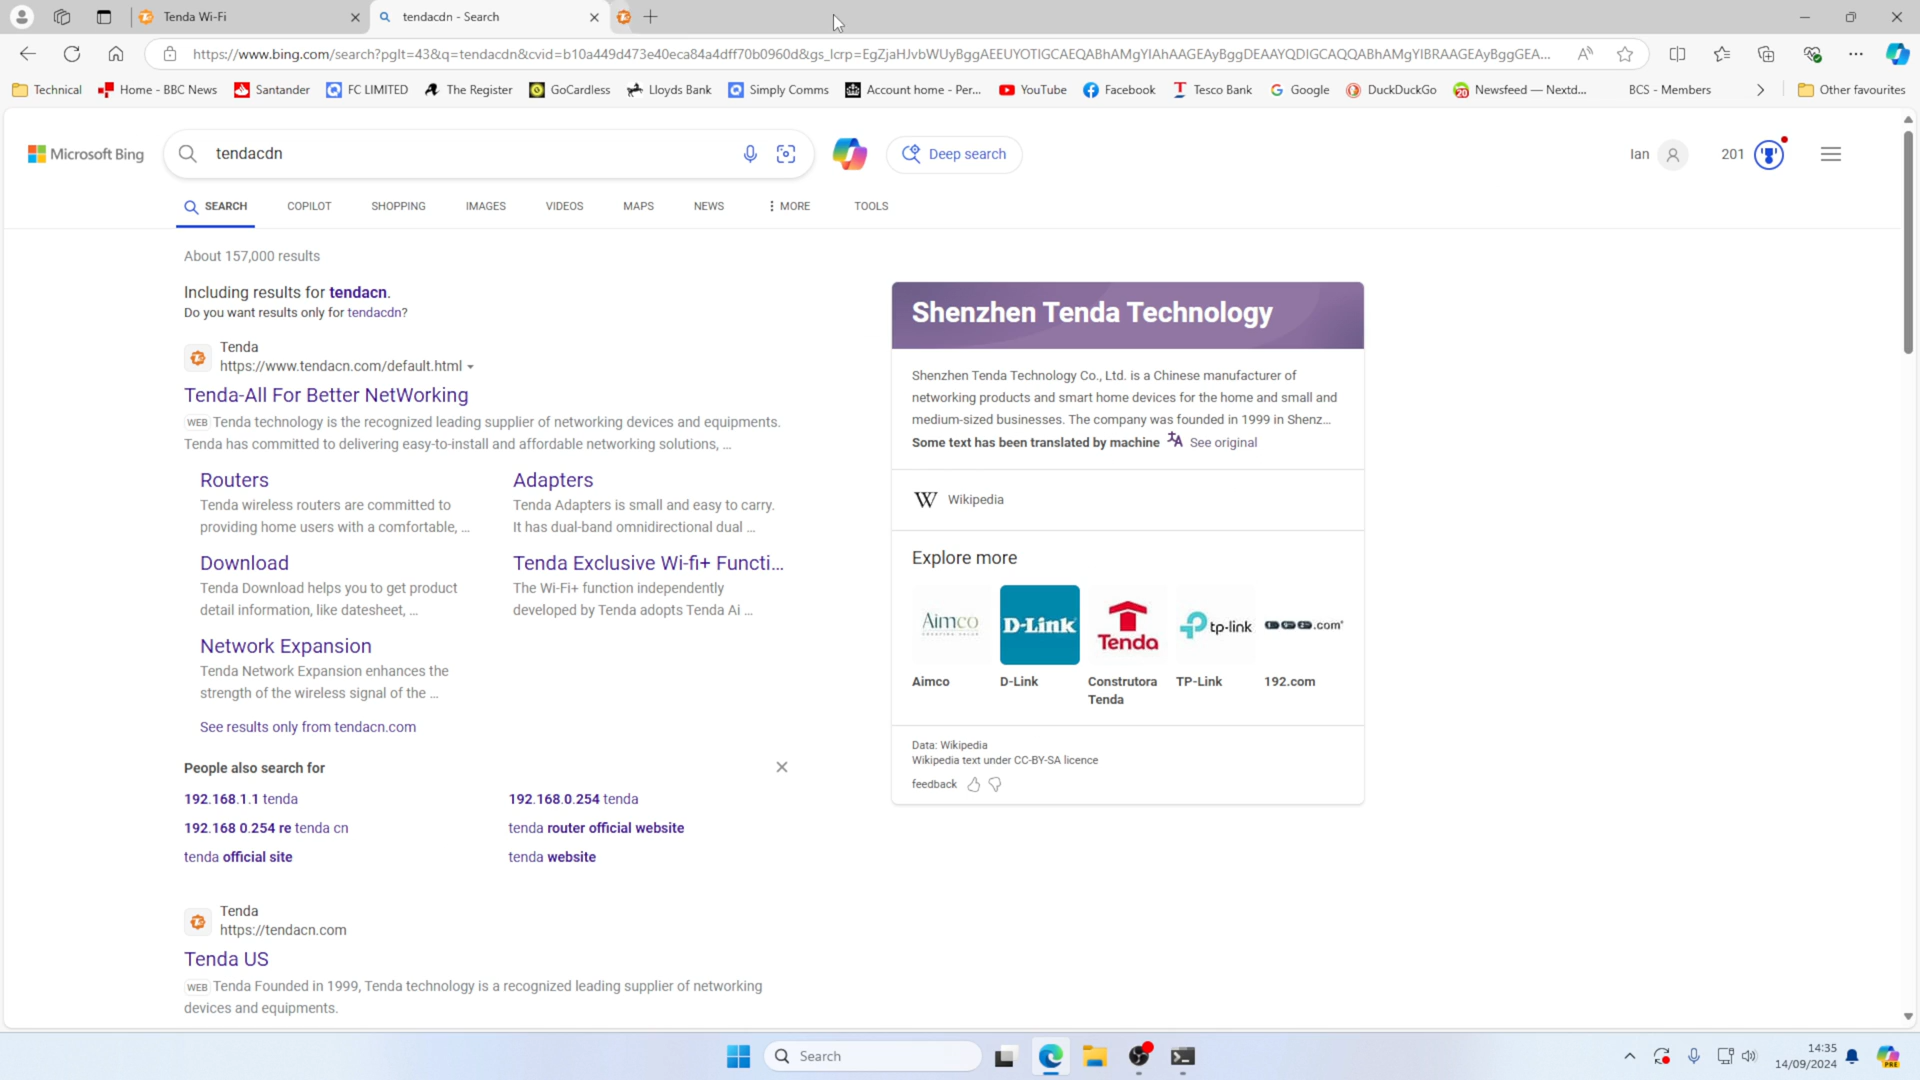 Tenda Wi-Fi
tendacdn - Search
https://www.bing.com/search?pglt=43&q=tendacdn&cvid=b10a449d473e40eca84a4dff70b0960d&gs_lcrp=EgZjaHJvbWUyBggAEEUYOTIGCAEQABhAMgYIAhAAGEAyBggDEAAYQDIGCAQQABhAMgYIBRAAGEAyBggGEA...
Technical
Home - BBC News
Santander
FC LIMITED
The Register
GoCardless
Lloyds Bank
Simply Comms
Account home - Per...
YouTube
Facebook
Tesco Bank
Google
DuckDuckGo
Newsfeed — Nextd...
BCS - Members
Other favourites
Microsoft Bing
tendacdn
Deep search
Ian
201
SEARCH
COPILOT
SHOPPING
IMAGES
VIDEOS
MAPS
NEWS
MORE
TOOLS
About 157,000 results
Including results for tendacn.
Do you want results only for tendacdn?
Tenda
https://www.tendacn.com/default.html
Tenda-All For Better NetWorking
WEB Tenda technology is the recognized leading supplier of networking devices and equipments.
Tenda has committed to delivering easy-to-install and affordable networking solutions, ...
Routers
Tenda wireless routers are committed to
providing home users with a comfortable, ...
Adapters
Tenda Adapters is small and easy to carry.
It has dual-band omnidirectional dual ...
Download
Tenda Download helps you to get product
detail information, like datesheet, ...
Tenda Exclusive Wi-fi+ Functi...
The Wi-Fi+ function independently
developed by Tenda adopts Tenda Ai ...
Network Expansion
Tenda Network Expansion enhances the
strength of the wireless signal of the ...
See results only from tendacn.com
People also search for
192.168.1.1 tenda
192.168.0.254 tenda
192.168 0.254 re tenda cn
tenda router official website
tenda official site
tenda website
Tenda
https://tendacn.com
Tenda US
WEB Tenda Founded in 1999, Tenda technology is a recognized leading supplier of networking
devices and equipments.
Shenzhen Tenda Technology
Shenzhen Tenda Technology Co., Ltd. is a Chinese manufacturer of
networking products and smart home devices for the home and small and
medium-sized businesses. The company was founded in 1999 in Shenz...
Some text has been translated by machine See original
Wikipedia
Explore more
Aimco
D-Link
Tenda
tp-link
Aimco
D-Link
Construtora
Tenda
TP-Link
192.com
Data: Wikipedia
Wikipedia text under CC-BY-SA licence
feedback
Search
14:35
14/09/2024
PRE